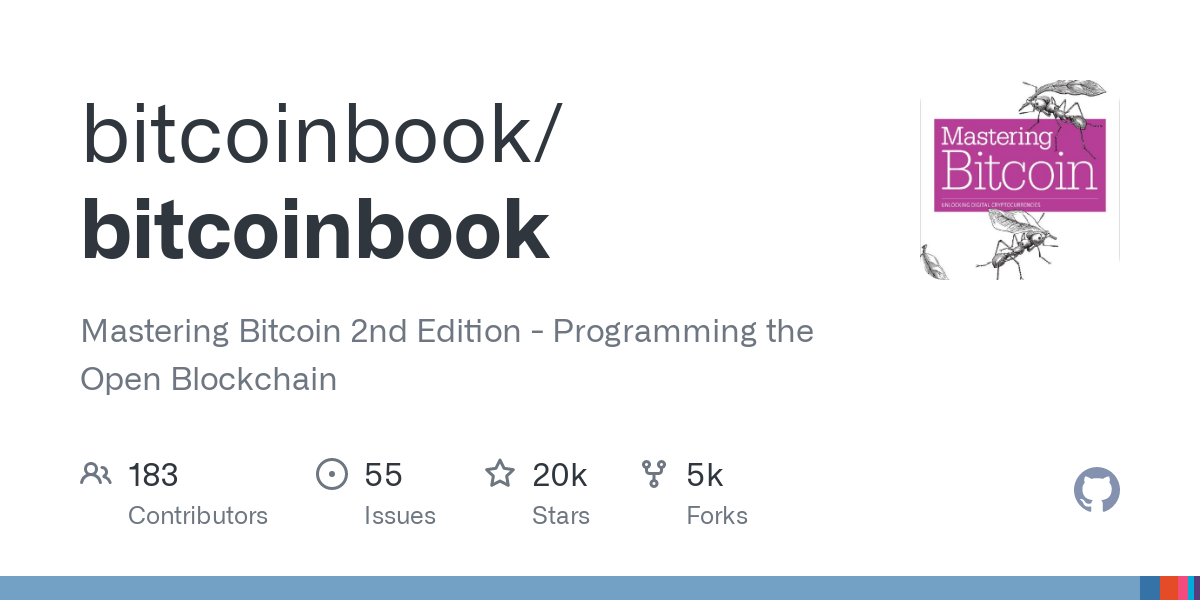 bitcoinbook/
bitcoinbook
Mastering Bitcoin 2nd Edition - Programming the
Open Blockchain
183
Contributors
55
Issues
20k
Stars
5k
Forks
Mastering
Bitcoin
UNLOCKING DIGITAL CRYPTOCURRENCIES